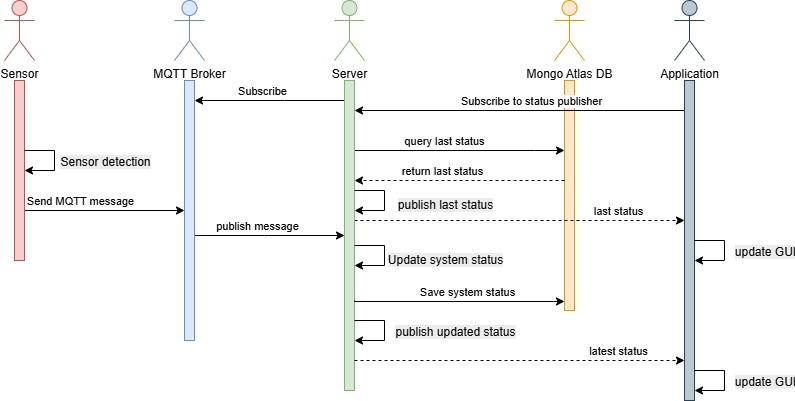 Sensor
MQTT Broker
Server
Mongo Atlas DB
Application
Subscribe
Subscribe to status publisher
query last status
Sensor detection
return last status
Send MQTT message
publish last status
last status
publish message
update GUI
Update system status
Save system status
publish updated status
latest status
update GUI